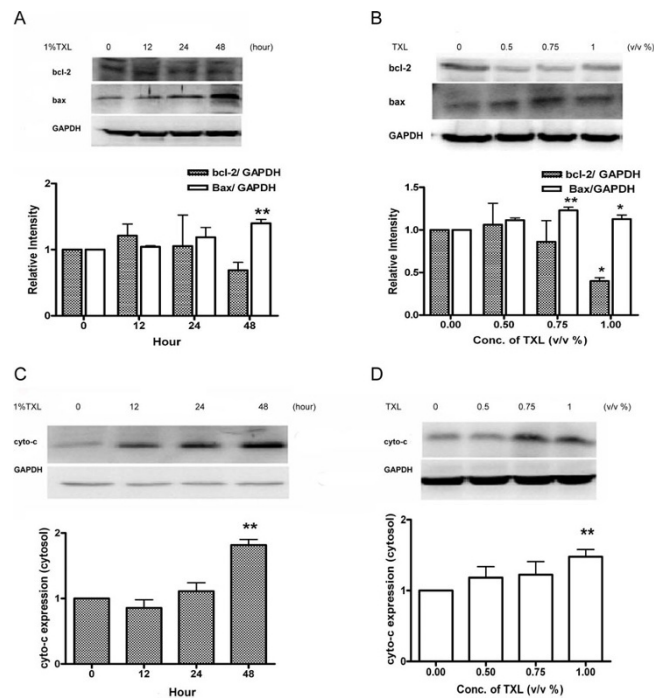 A
1%TXL 0 12 24 48 (hour)
bcl-2
bax
GAPDH
bcl-2/ GAPDH
Bax/ GAPDH
2
1
0
Relative Intensity
**
0 12 24 48
Hour
B
TXL 0 0.5 0.75 1 (v/v %)
bcl-2
bax
GAPDH
bcl-2/ GAPDH
Bax/GAPDH
1.5
1.0
0.5
0.0
Relative Intensity
** * *
0.00 0.50 0.75 1.00
Conc. of TXL (v/v %)
C
1%TXL 0 12 24 48 (hour)
cyto-c
GAPDH
2
1
0
cyto-c expression (cytosol)
**
0 12 24 48
Hour
D
TXL 0 0.5 0.75 1 (v/v %)
cyto-c
GAPDH
2
1
0
cyto-c expression (cytosol)
**
0.00 0.50 0.75 1.00
Conc. of TXL (v/v %)